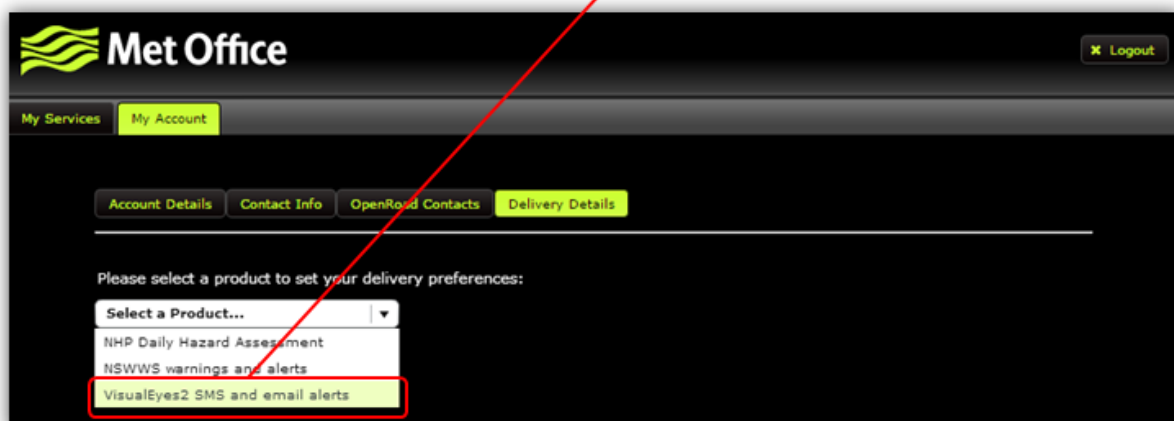 Met Office
Logout
My Services My Account
Account Details Contact Info OpenRoad Contacts Delivery Details
Please select a product to set your delivery preferences:
Select a Product...
NHP Daily Hazard Assessment
NSWWS warnings and alerts
VisualEyes2 SMS and email alerts